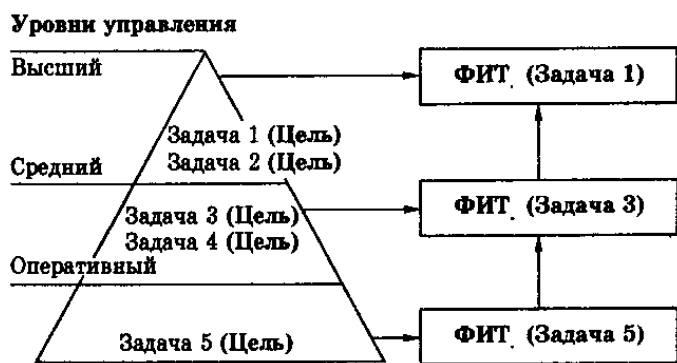 Уровни управления
Высший
ФИТ. (Задача 1)
Задача 1 (Цель)
Задача 2 (Цель)
Средний
Задача 3 (Цель)
Задача 4 (Цель)
ФИТ. (Задача 3)
Оперативный
Задача 5 (Цель)
ФИТ. (Задача 5)